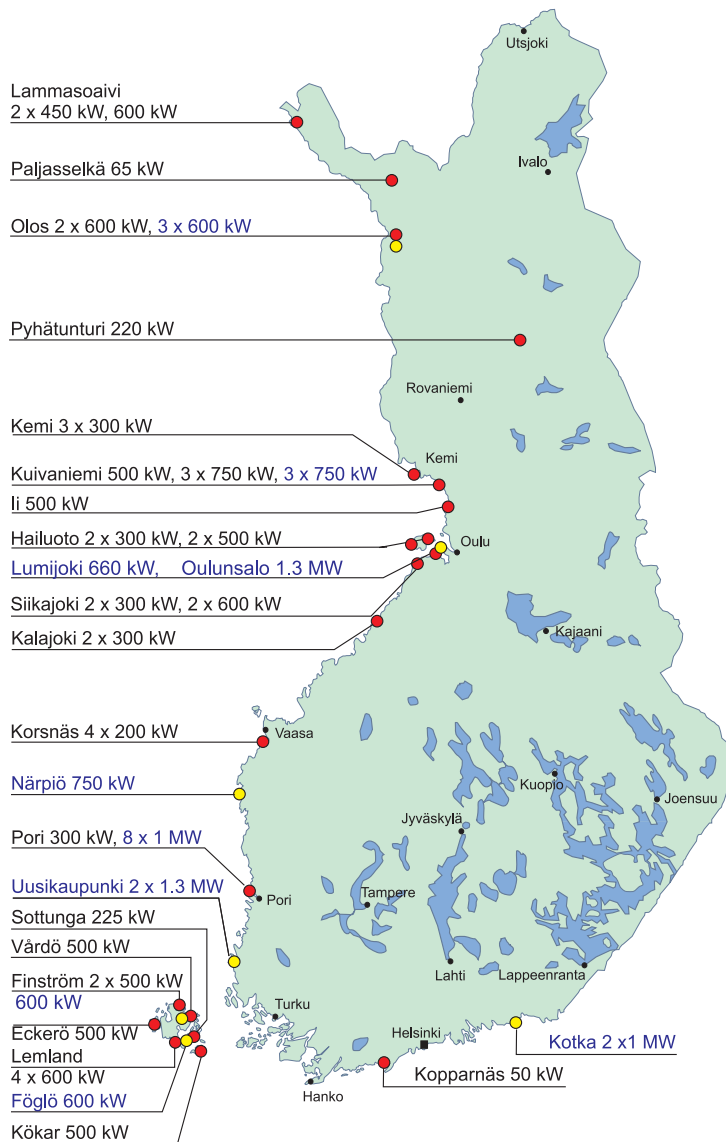 Utsjoki
Lammasoaivi
2 x 450 kW, 600 kW
Ivalo
Paljasselkä 65 kW
Olos 2 x 600 kW, 3 x 600 kW
Pyhätunturi 220 kW
Rovaniemi
Kemi 3 x 300 kW
Kemi
Kuivaniemi 500 kW, 3 x 750 kW, 3 x 750 kW
Ii 500 kW
Hailuoto 2 x 300 kW, 2 x 500 kW
Oulu
Lumijoki 660 kW, Oulunsalo 1.3 MW
Siikajoki 2 x 300 kW, 2 x 600 kW
Kalajoki 2 x 300 kW
Kajaani
Korsnäs 4 x 200 kW
Vaasa
Närpiö 750 kW
Kuopio
Joensuu
Jyväskylä
Pori 300 kW, 8 x 1 MW
Uusikaupunki 2 x 1.3 MW
Pori
Tampere
Sottunga 225 kW
Vårdö 500 kW
Lahti
Lappeenranta
Finström 2 x 500 kW
600 kW
Turku
Eckerö 500 kW
Helsinki
Kotka 2 x1 MW
Lemland
4 x 600 kW
Kopparnäs 50 kW
Föglö 600 kW
Hanko
Kökar 500 kW